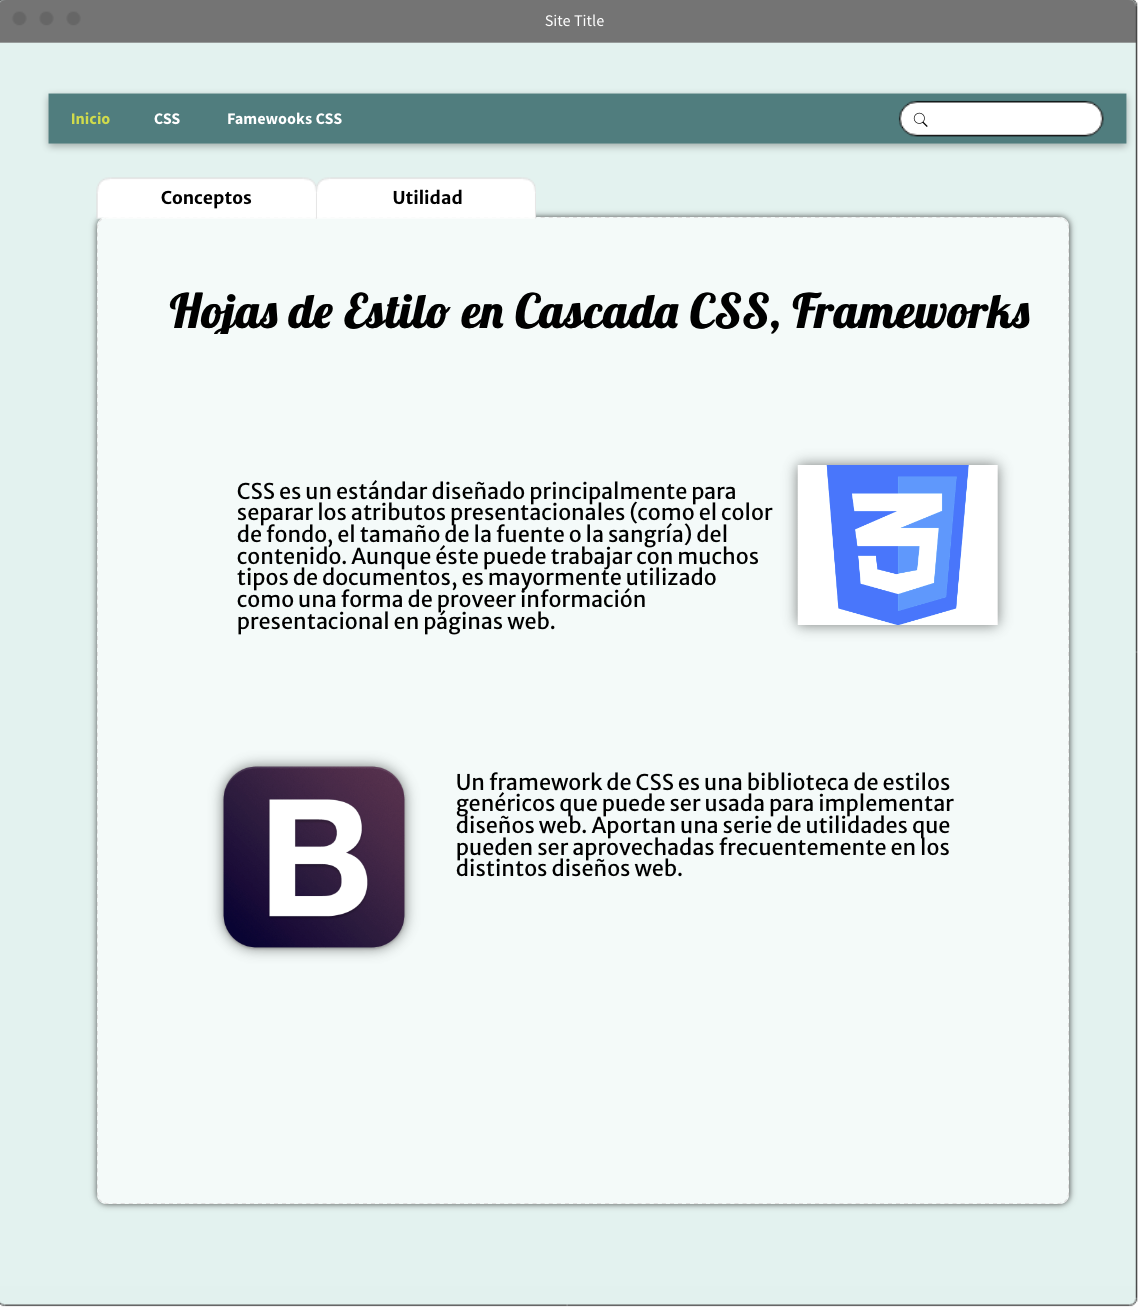 Site Title
Inicio CSS Famewooks CSS
Conceptos Utilidad
Hojas de Estilo en Cascada CSS, Frameworks
CSS es un estándar diseñado principalmente para
separar los atributos presentacionales (como el color
de fondo, el tamaño de la fuente o la sangría) del
contenido. Aunque éste puede trabajar con muchos
tipos de documentos, es mayormente utilizado
como una forma de proveer información
presentacional en páginas web.
3
B
Un framework de CSS es una biblioteca de estilos
genéricos que puede ser usada para implementar
diseños web. Aportan una serie de utilidades que
pueden ser aprovechadas frecuentemente en los
distintos diseños web.